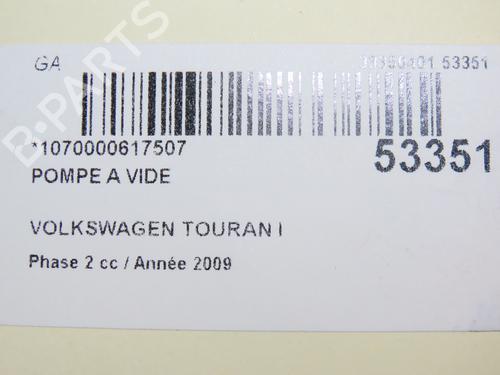 GA
53351
*1070000617507
53351
POMPE A VIDE
VOLKSWAGEN TOURAN I
Phase 2 cc / Année 2009
B-PARTS